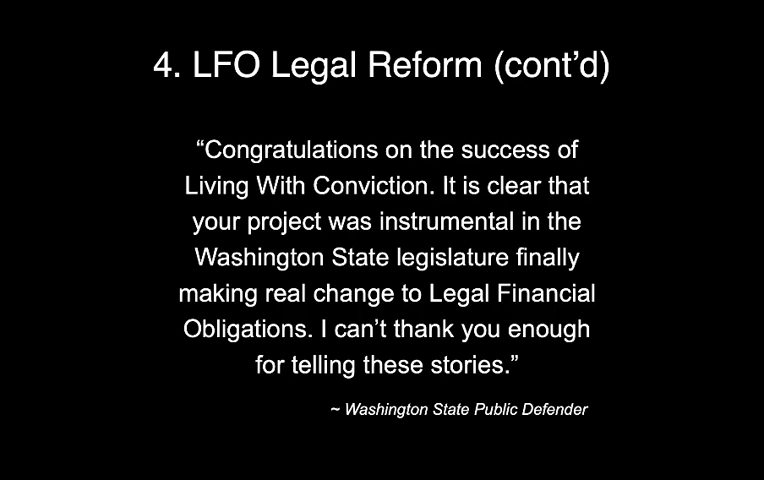 4. LFO Legal Reform (cont’d)
“Congratulations on the success of
Living With Conviction. It is clear that
your project was instrumental in the
Washington State legislature finally
making real change to Legal Financial
Obligations. I can’t thank you enough
for telling these stories.”
~ Washington State Public Defender